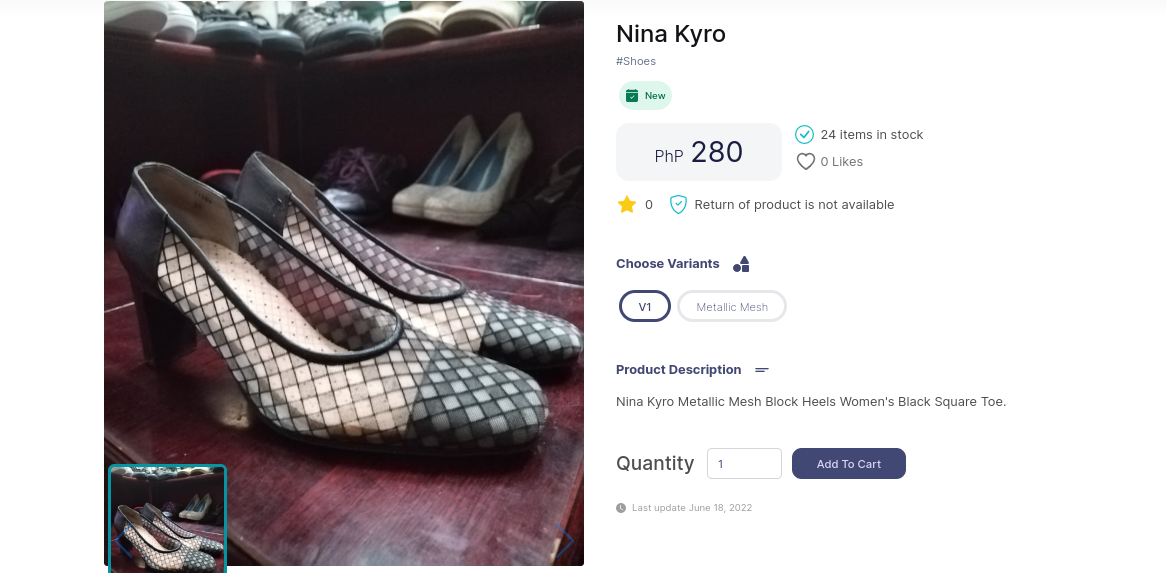 Nina Kyro
#Shoes
New
PhP 280
24 items in stock
0 Likes
0
Return of product is not available
Choose Variants
V1
Metallic Mesh
Product Description
Nina Kyro Metallic Mesh Block Heels Women's Black Square Toe.
Quantity
1
Add To Cart
Last update June 18, 2022